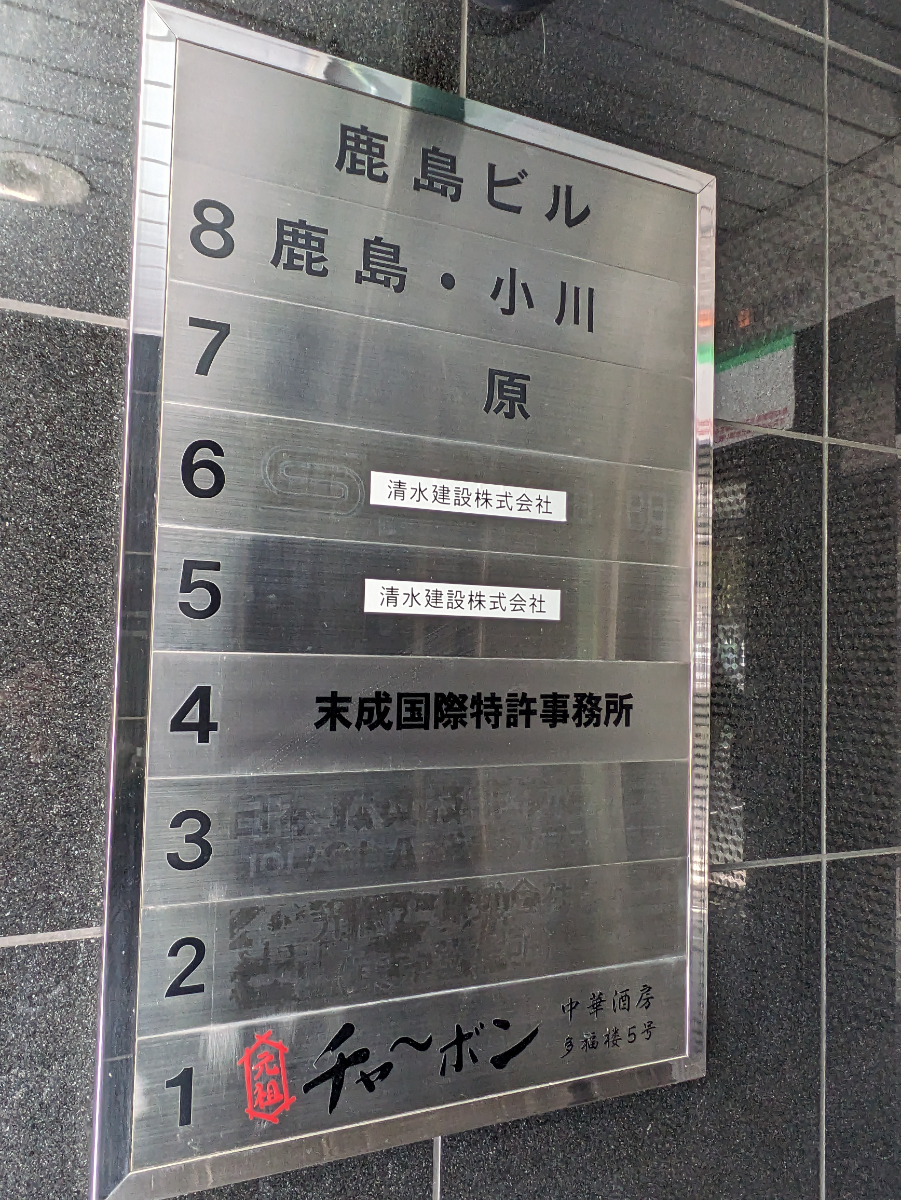 鹿島ビル
8 鹿島・小川
7 原
6 清水建設株式会社
5 清水建設株式会社
4 末成国際特許事務所
3
2
1 元祖 チャ〜ボン 中華酒房
多福楼5号